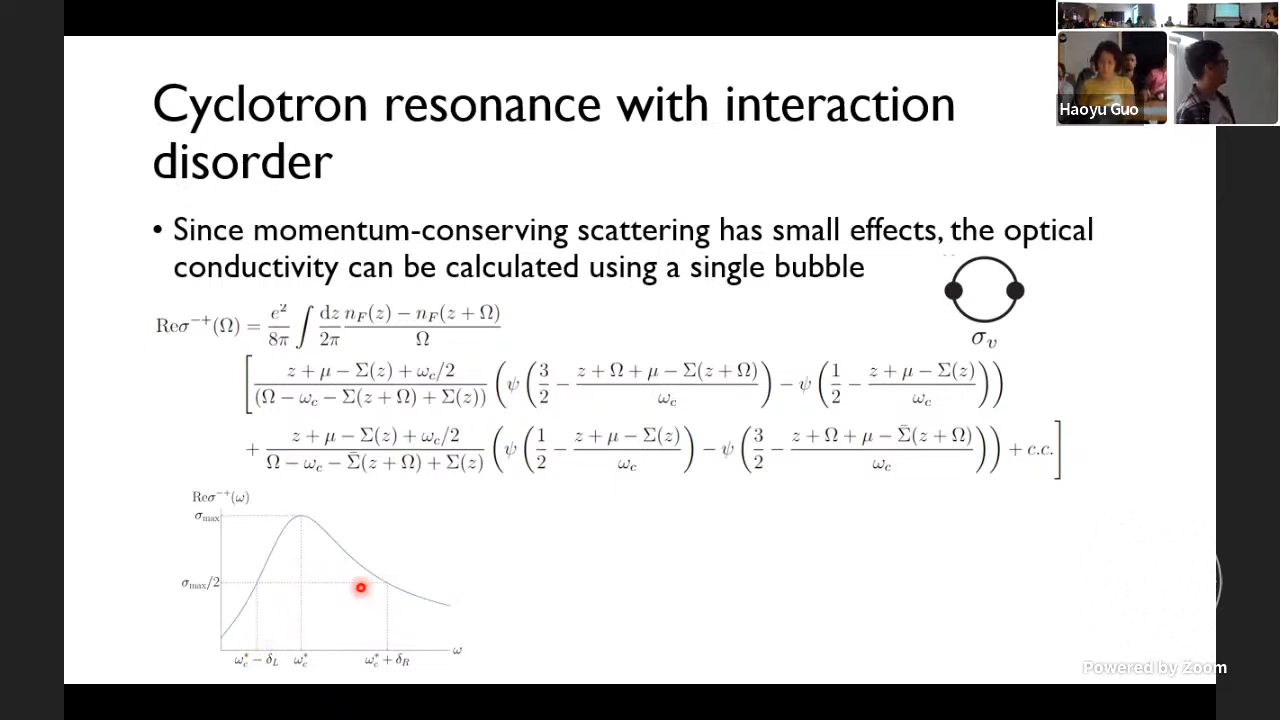 Cyclotron resonance with interaction
disorder
• Since momentum-conserving scattering has small effects, the optical
conductivity can be calculated using a single bubble
Reσ⁻⁺(Ω) = e²/8π ∫ dz/2π (n_F(z) − n_F(z + Ω))/Ω
[ (z + μ − Σ(z) + ω_c/2)/((Ω − ω_c − Σ(z + Ω) + Σ(z))) ( ψ ( 3/2 − (z + Ω + μ − Σ(z + Ω))/ω_c ) − ψ ( 1/2 − (z + μ − Σ(z))/ω_c ) )
+ (z + μ − Σ(z) + ω_c/2)/(Ω − ω_c − Σ̄(z + Ω) + Σ(z)) ( ψ ( 1/2 − (z + μ − Σ(z))/ω_c ) − ψ ( 3/2 − (z + Ω + μ − Σ̄(z + Ω))/ω_c ) ) + c.c. ]
σ_v
Reσ⁻⁺(ω)
σ_max
σ_max/2
ω_c* − δ_L ω_c* ω_c* + δ_R ω
Haoyu Guo
Powered by Zoom